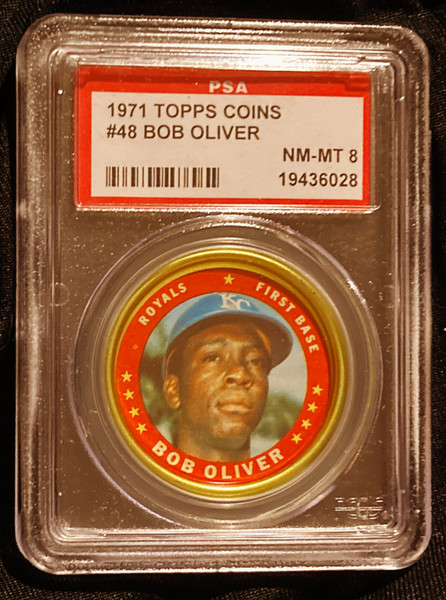 PSA
1971 TOPPS COINS
#48 BOB OLIVER
NM-MT 8
19436028
ROYALS ★ FIRST BASE
KC
BOB OLIVER